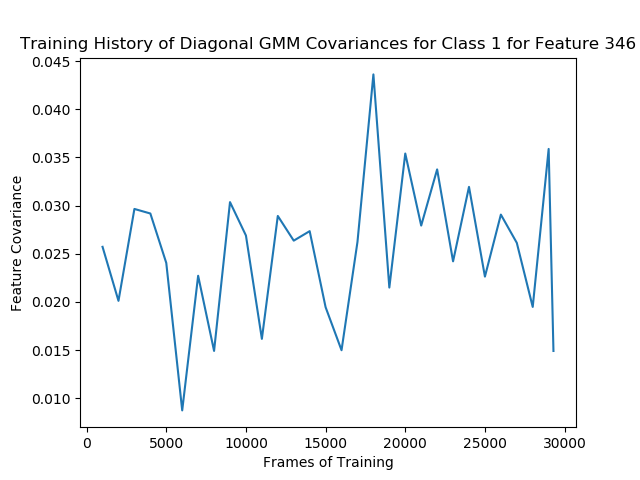 Training History of Diagonal GMM Covariances for Class 1 for Feature 346
0.045
0.040
0.035
0.030
0.025
0.020
0.015
0.010
Feature Covariance
0 5000 10000 15000 20000 25000 30000
Frames of Training